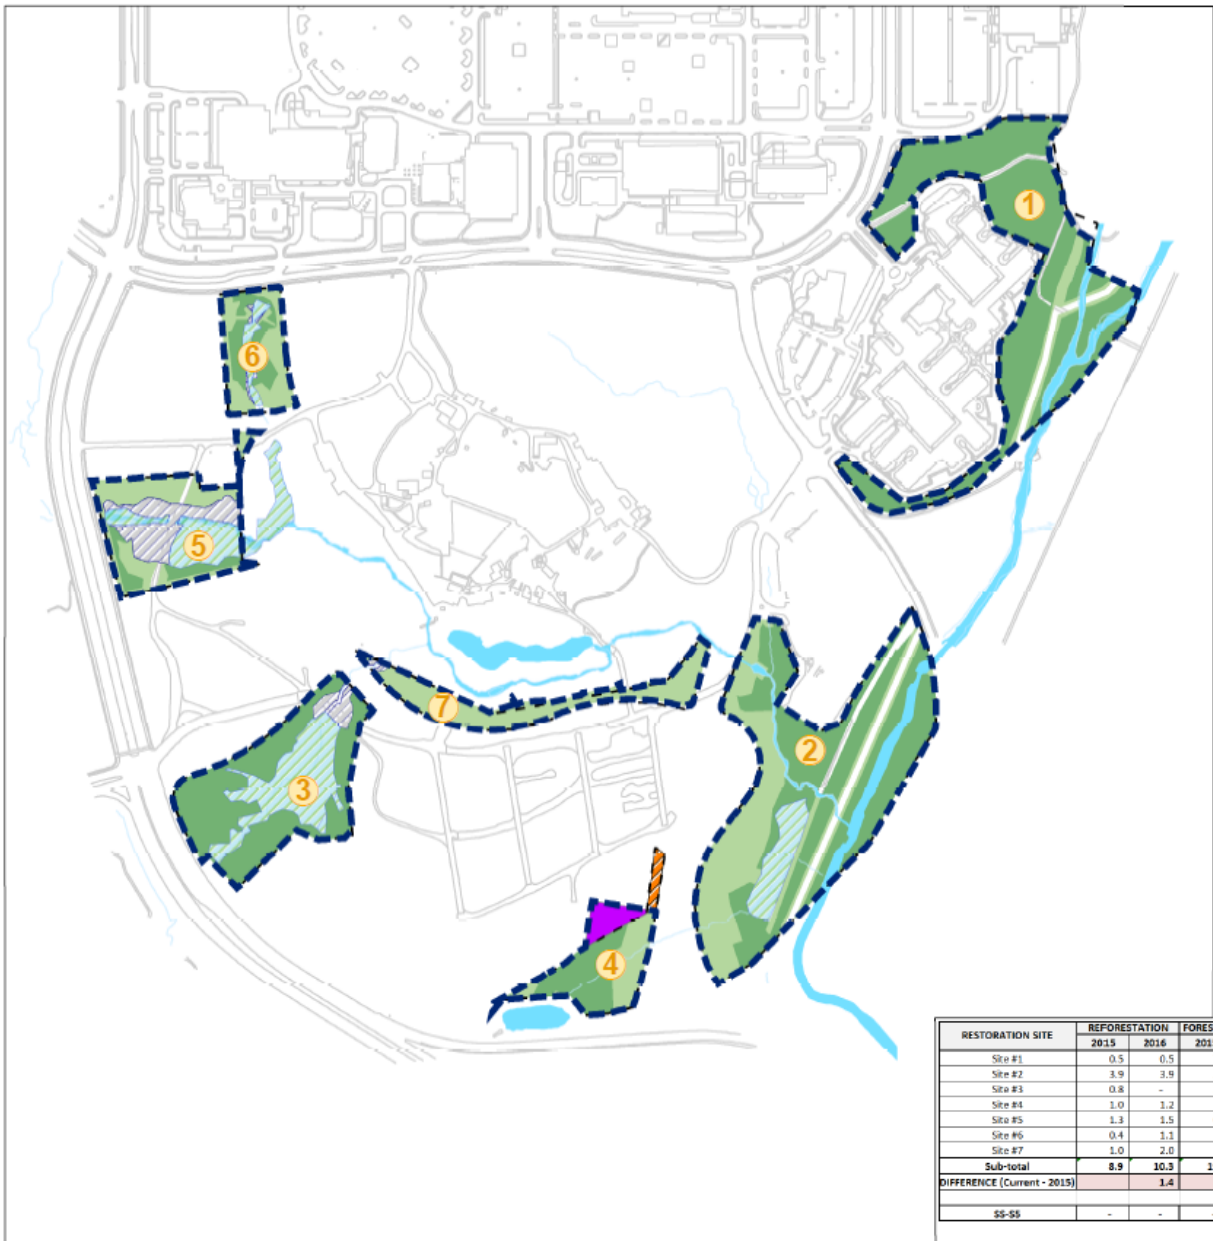 1
6
5
7
2
3
4
RESTORATION SITE REFORESTATION FORES
2015 2016 201
Site #1 0.5 0.5
Site #2 3.9 3.9
Site #3 0.8 -
Site #4 1.0 1.2
Site #5 1.3 1.5
Site #6 0.4 1.1
Site #7 1.0 2.0
Sub-total 8.9 10.3 1
DIFFERENCE (Current - 2015) 1.4
SS-S5 - -